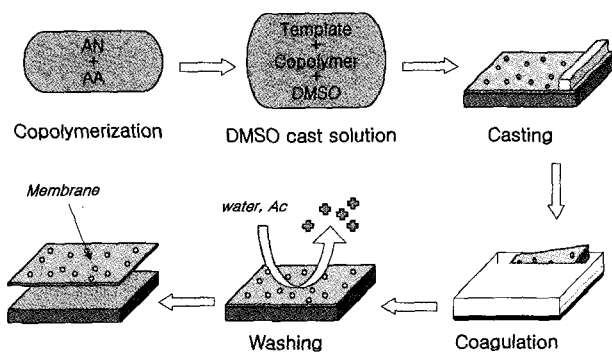 AN
+
AA
Template
+
Copolymer
+
DMSO
Copolymerization
DMSO cast solution
Casting
Membrane
water, Ac
Washing
Coagulation